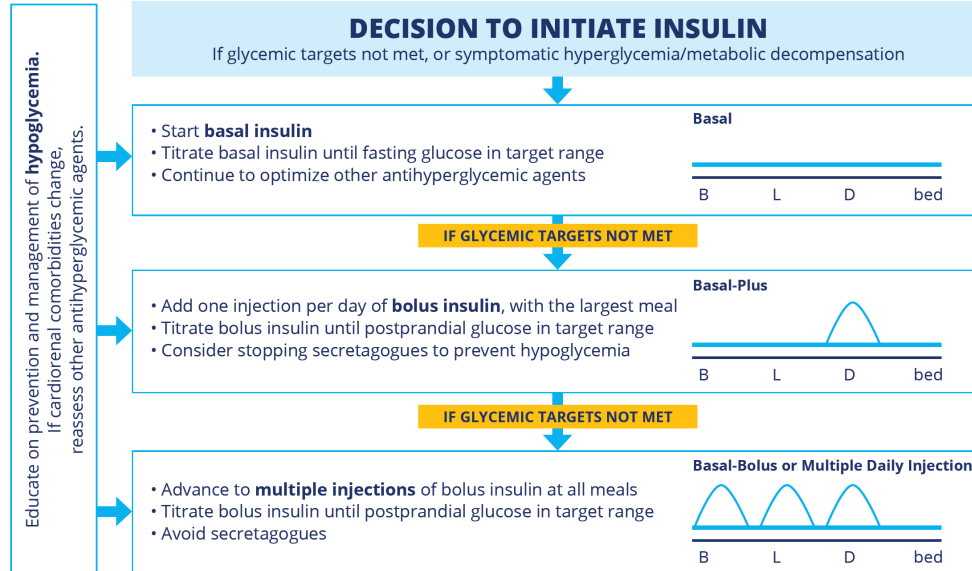 Educate on prevention and management of hypoglycemia.
If cardiorenal comorbidities change,
reassess other antihyperglycemic agents.
DECISION TO INITIATE INSULIN
If glycemic targets not met, or symptomatic hyperglycemia/metabolic decompensation
• Start basal insulin
• Titrate basal insulin until fasting glucose in target range
• Continue to optimize other antihyperglycemic agents
Basal
B L D bed
IF GLYCEMIC TARGETS NOT MET
• Add one injection per day of bolus insulin, with the largest meal
• Titrate bolus insulin until postprandial glucose in target range
• Consider stopping secretagogues to prevent hypoglycemia
Basal-Plus
B L D bed
IF GLYCEMIC TARGETS NOT MET
• Advance to multiple injections of bolus insulin at all meals
• Titrate bolus insulin until postprandial glucose in target range
• Avoid secretagogues
Basal-Bolus or Multiple Daily Injection
B L D bed